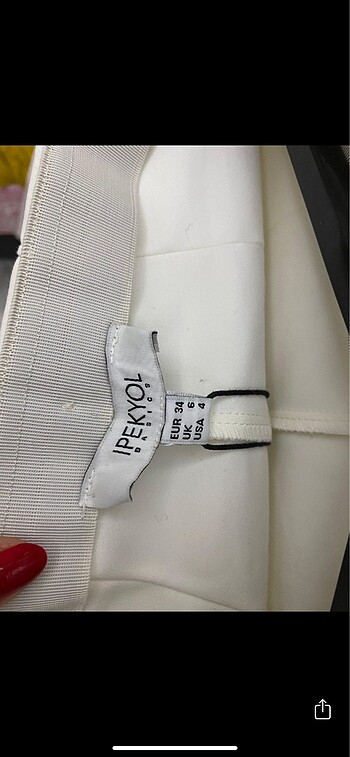 IPEKYOL
BASICS
EUR 34
UK 6
USA 4